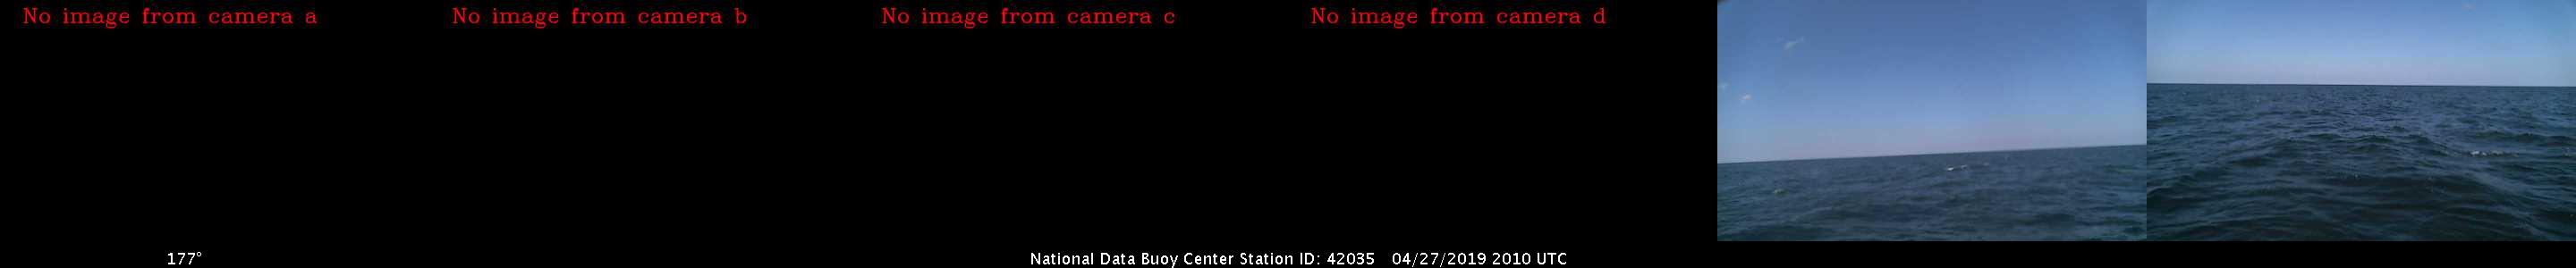 No image from camera a
No image from camera b
No image from camera c
No image from camera d
177°
National Data Buoy Center Station ID: 42035 04/27/2019 2010 UTC